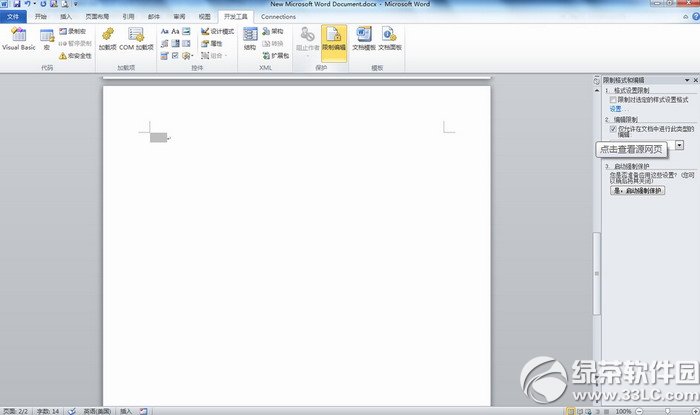 New Microsoft Word Document.docx - Microsoft Word
文件 开始 插入 页面布局 引用 邮件 审阅 视图 开发工具 Connections
Visual Basic 宏 录制宏 暂停录制 宏安全性
加载项 COM 加载项
Aa Aa 设计模式 属性 组合
结构 架构 转换 扩展包
阻止作者 限制编辑 文档模板 文档面板
代码 加载项 控件 XML 保护 模板
限制格式和编辑
1. 格式设置限制
限制对选定的样式设置格式
设置...
2. 编辑限制
仅允许在文档中进行此类型的
编辑:
点击查看源网页
3. 启动强制保护
您是否准备应用这些设置? (您可
以稍后将其关闭)
是，启动强制保护
页面: 2/2 字数: 14 英语(美国) 插入 100%
绿茶软件园
www.33LC.com